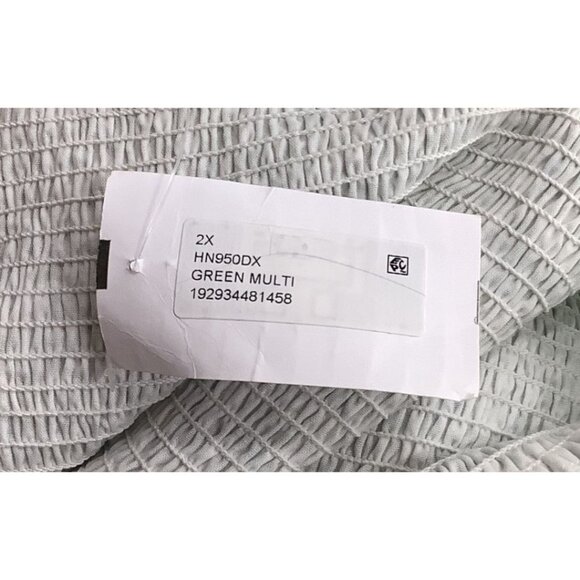 2X
HN950DX
GREEN MULTI
192934481458